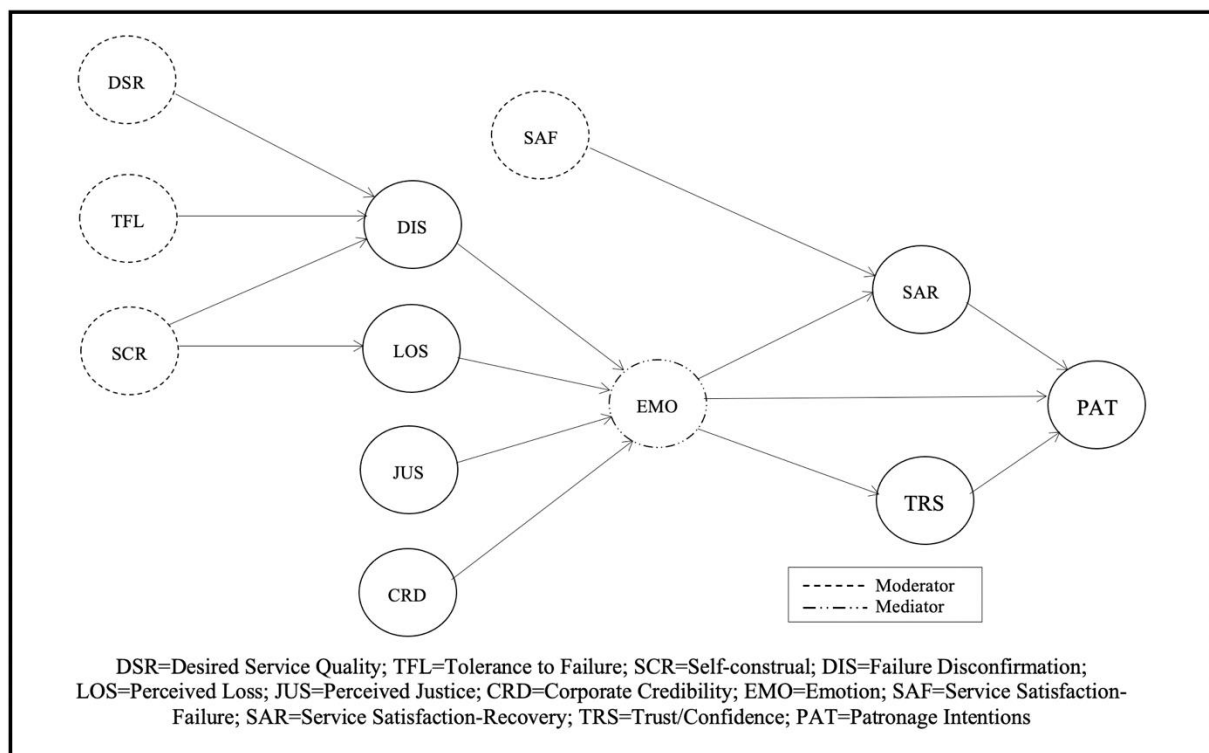 DSR
SAF
TFL
DIS
SAR
SCR
LOS
EMO
PAT
JUS
TRS
CRD
Moderator
Mediator
DSR=Desired Service Quality; TFL=Tolerance to Failure; SCR=Self-construal; DIS=Failure Disconfirmation;
LOS=Perceived Loss; JUS=Perceived Justice; CRD=Corporate Credibility; EMO=Emotion; SAF=Service Satisfaction-
Failure; SAR=Service Satisfaction-Recovery; TRS=Trust/Confidence; PAT=Patronage Intentions